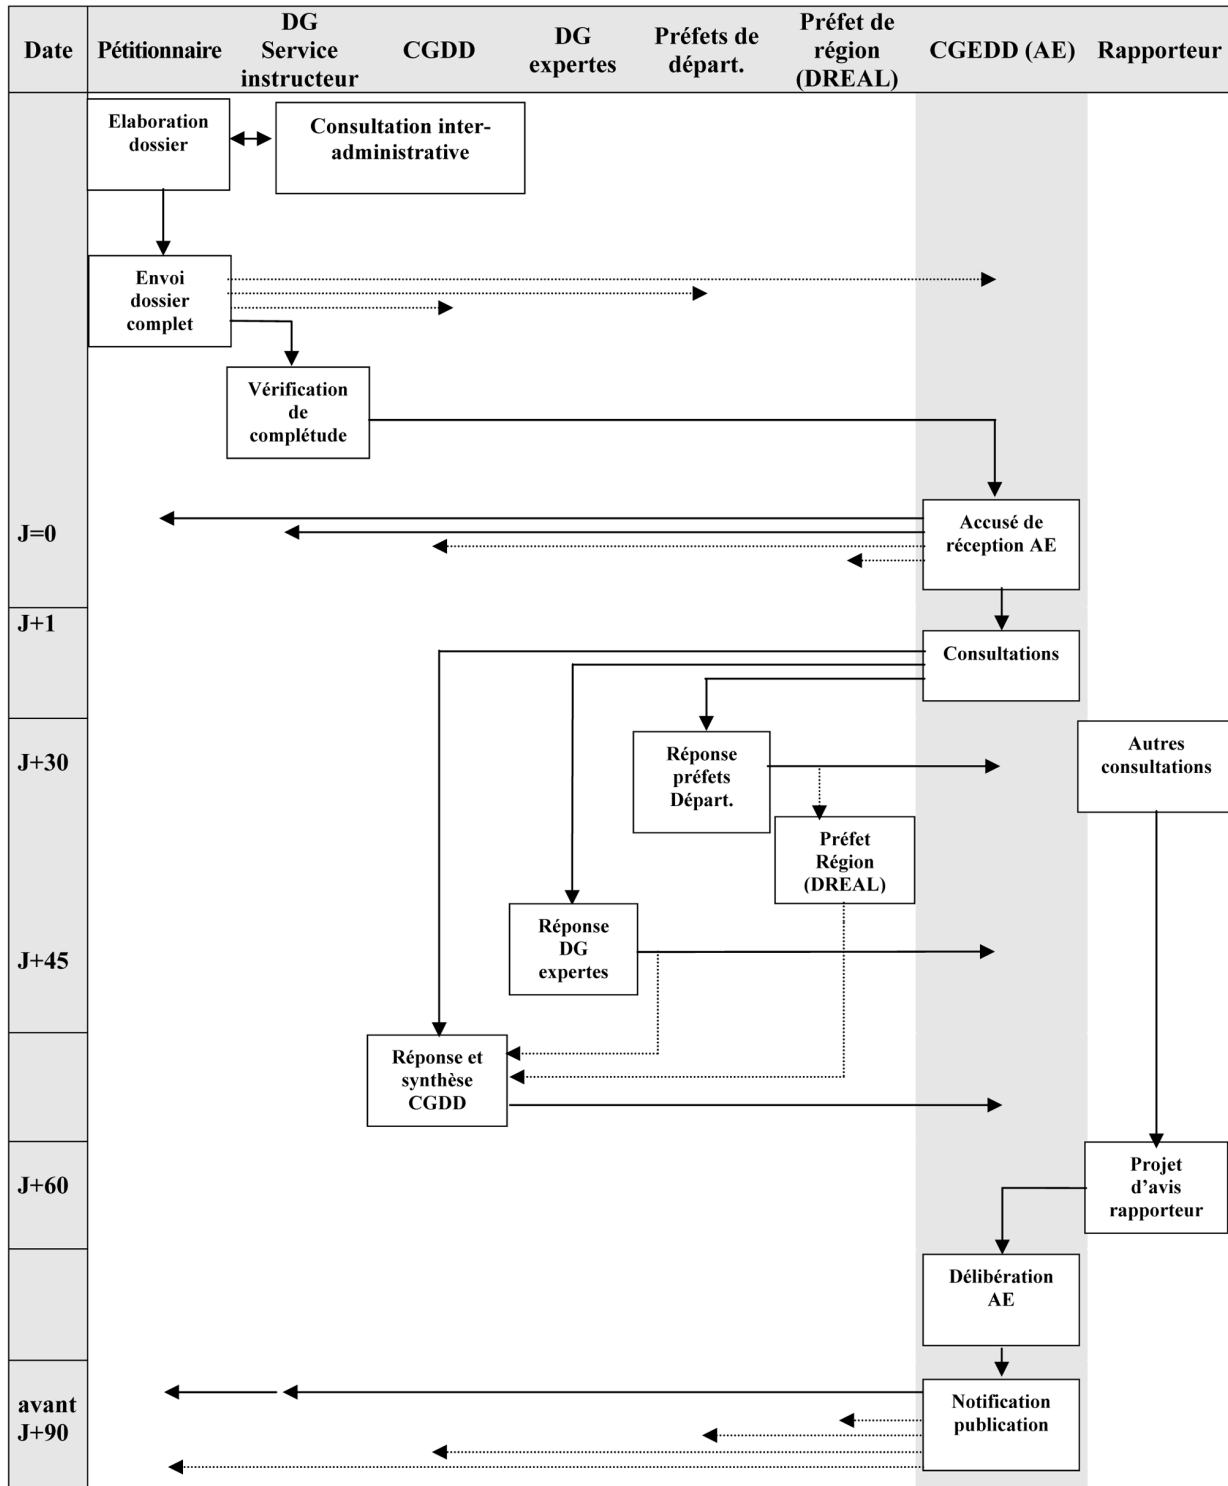 Date
Pétitionnaire
DG
Service
instructeur
CGDD
DG
expertes
Préfets de
départ.
Préfet de
région
(DREAL)
CGEDD (AE)
Rapporteur
Elaboration
dossier
Consultation inter-
administrative
Envoi
dossier
complet
Vérification
de
complétude
J=0
Accusé de
réception AE
J+1
Consultations
J+30
Réponse
préfets
Départ.
Autres
consultations
Préfet
Région
(DREAL)
J+45
Réponse
DG
expertes
Réponse et
synthèse
CGDD
J+60
Projet
d’avis
rapporteur
Délibération
AE
avant
J+90
Notification
publication